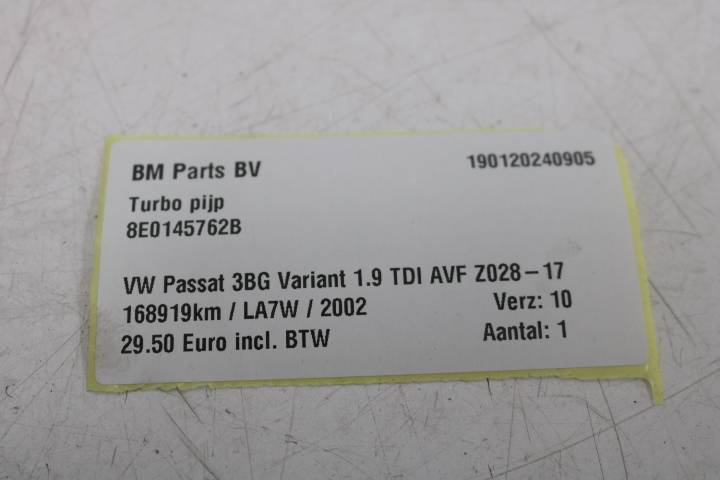 BM Parts BV 190120240905
Turbo pijp
8E0145762B
VW Passat 3BG Variant 1.9 TDI AVF Z028-17
168919km / LA7W / 2002 Verz: 10
29.50 Euro incl. BTW Aantal: 1